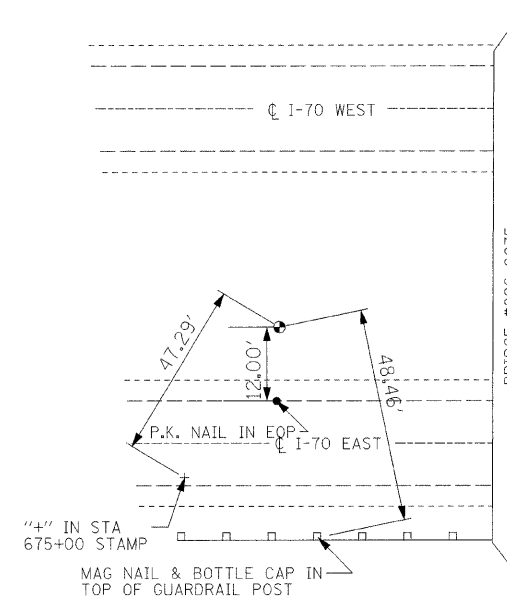 ℄ I-70 WEST
47.29'
12.00'
48.46'
P.K. NAIL IN EOP
℄ I-70 EAST
"+" IN STA
675+00 STAMP
MAG NAIL & BOTTLE CAP IN
TOP OF GUARDRAIL POST